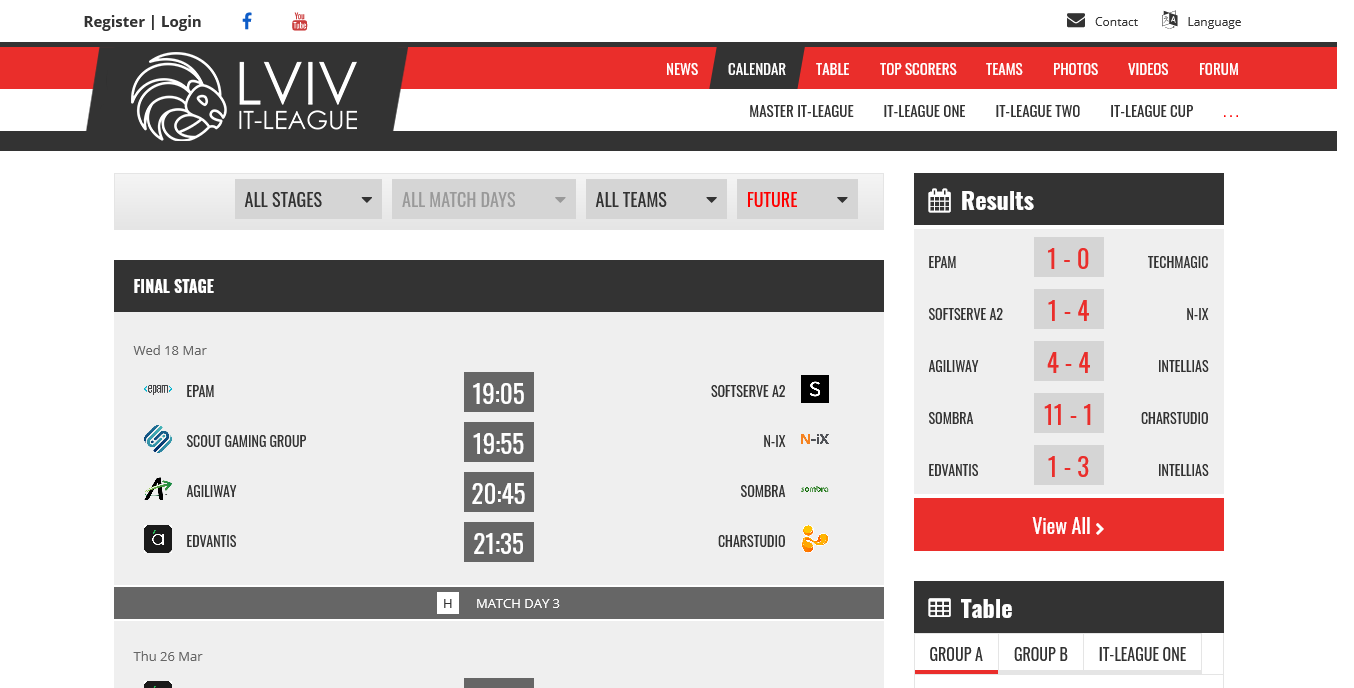 Register | Login
You Tube
Contact
Language
LVIV
IT-LEAGUE
NEWS CALENDAR TABLE TOP SCORERS TEAMS PHOTOS VIDEOS FORUM
MASTER IT-LEAGUE IT-LEAGUE ONE IT-LEAGUE TWO IT-LEAGUE CUP ...
ALL STAGES ALL MATCH DAYS ALL TEAMS FUTURE
FINAL STAGE
Wed 18 Mar
<epam> EPAM 19:05 SOFTSERVE A2 S
SCOUT GAMING GROUP 19:55 N-IX N-iX
A AGILIWAY 20:45 SOMBRA sombra
a EDVANTIS 21:35 CHARSTUDIO
H MATCH DAY 3
Thu 26 Mar
Results
EPAM 1 - 0 TECHMAGIC
SOFTSERVE A2 1 - 4 N-IX
AGILIWAY 4 - 4 INTELLIAS
SOMBRA 11 - 1 CHARSTUDIO
EDVANTIS 1 - 3 INTELLIAS
View All
Table
GROUP A GROUP B IT-LEAGUE ONE